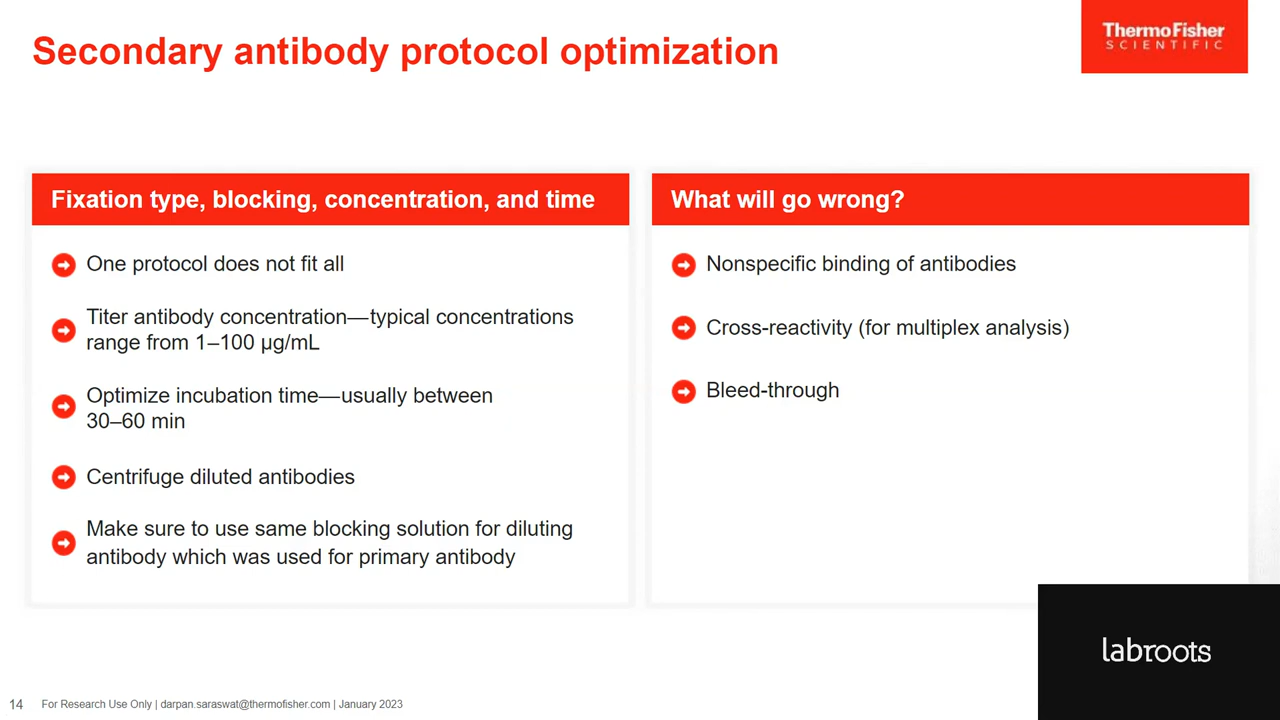 Secondary antibody protocol optimization
ThermoFisher
SCIENTIFIC
Fixation type, blocking, concentration, and time
One protocol does not fit all
Titer antibody concentration—typical concentrations
range from 1–100 µg/mL
Optimize incubation time—usually between
30–60 min
Centrifuge diluted antibodies
Make sure to use same blocking solution for diluting
antibody which was used for primary antibody
What will go wrong?
Nonspecific binding of antibodies
Cross-reactivity (for multiplex analysis)
Bleed-through
labroots
14 For Research Use Only | darpan.saraswat@thermofisher.com | January 2023